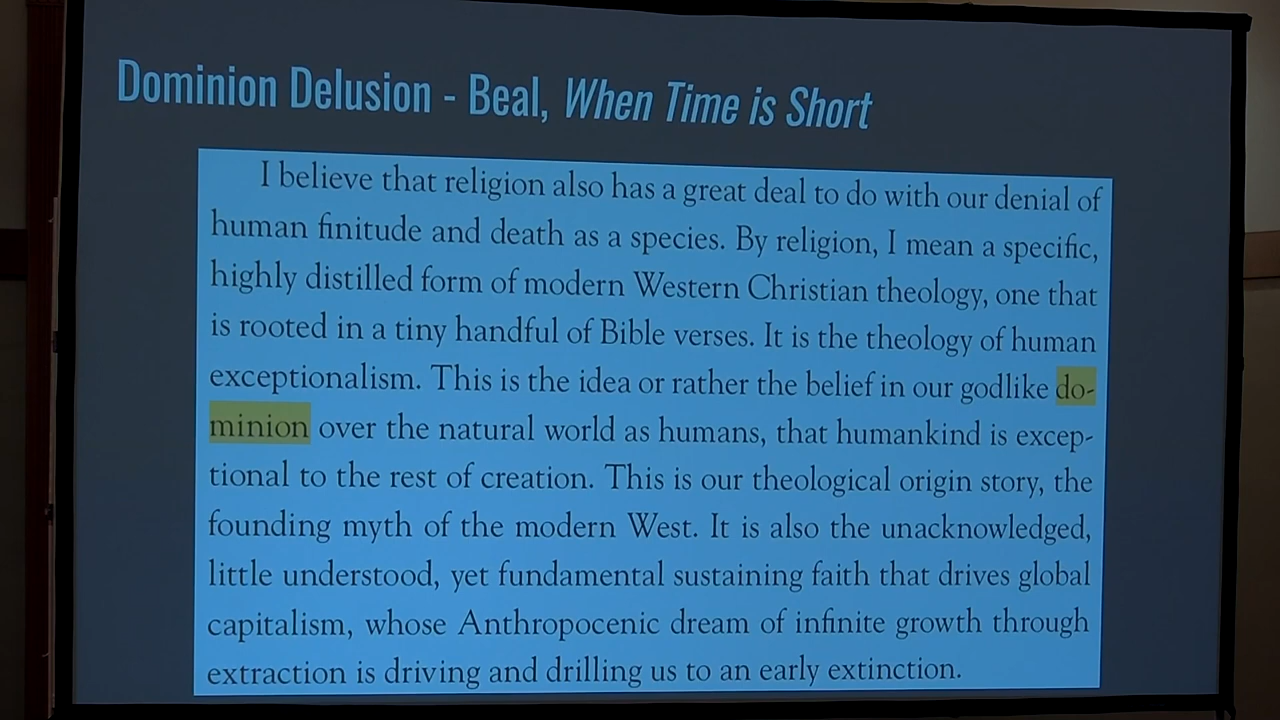 Dominion Delusion - Beal, When Time is Short
I believe that religion also has a great deal to do with our denial of
human finitude and death as a species. By religion, I mean a specific,
highly distilled form of modern Western Christian theology, one that
is rooted in a tiny handful of Bible verses. It is the theology of human
exceptionalism. This is the idea or rather the belief in our godlike do-
minion over the natural world as humans, that humankind is excep-
tional to the rest of creation. This is our theological origin story, the
founding myth of the modern West. It is also the unacknowledged,
little understood, yet fundamental sustaining faith that drives global
capitalism, whose Anthropocenic dream of infinite growth through
extraction is driving and drilling us to an early extinction.